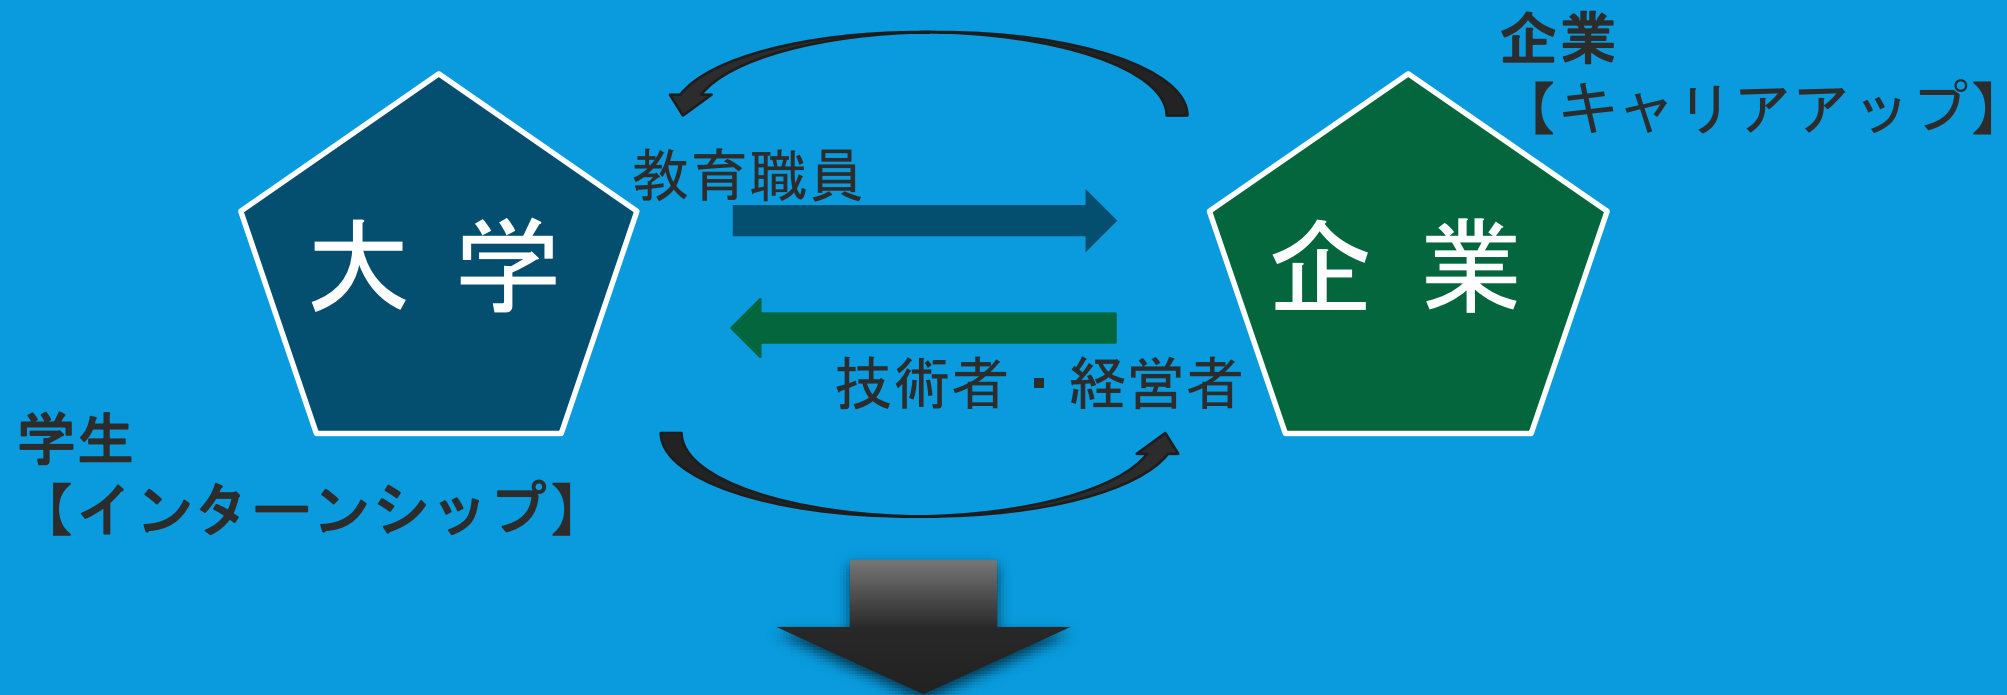 企業
【キャリアアップ】
教育職員
大学
企業
技術者・経営者
学生
【インターンシップ】